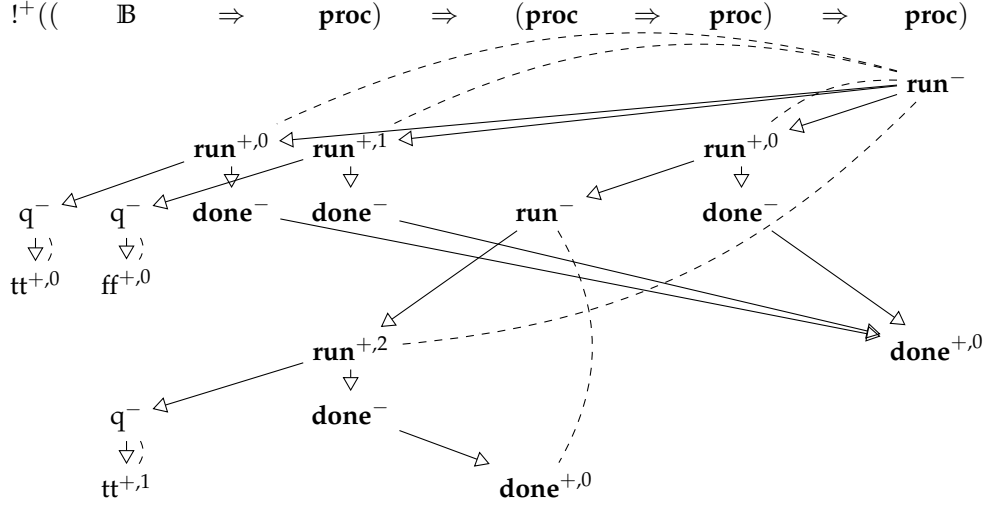 !⁺(( 𝔹 ⇒ proc) ⇒ (proc ⇒ proc) ⇒ proc)
run⁻
run⁺,⁰ run⁺,¹ run⁺,⁰
q⁻ q⁻ done⁻ done⁻ run⁻ done⁻
tt⁺,⁰ ff⁺,⁰
run⁺,² done⁺,⁰
q⁻ done⁻
tt⁺,¹ done⁺,⁰